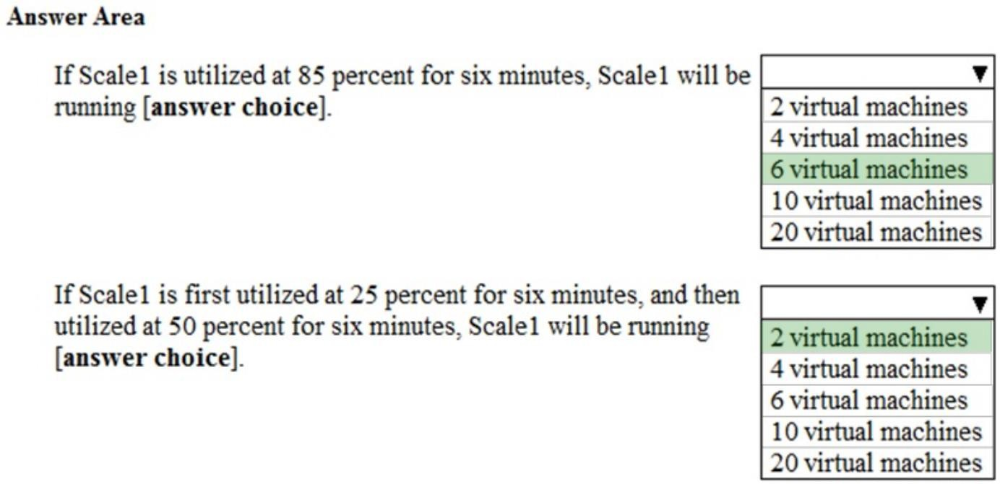 Answer Area
If Scale1 is utilized at 85 percent for six minutes, Scale1 will be
running [answer choice].
2 virtual machines
4 virtual machines
6 virtual machines
10 virtual machines
20 virtual machines
If Scale1 is first utilized at 25 percent for six minutes, and then
utilized at 50 percent for six minutes, Scale1 will be running
[answer choice].
2 virtual machines
4 virtual machines
6 virtual machines
10 virtual machines
20 virtual machines